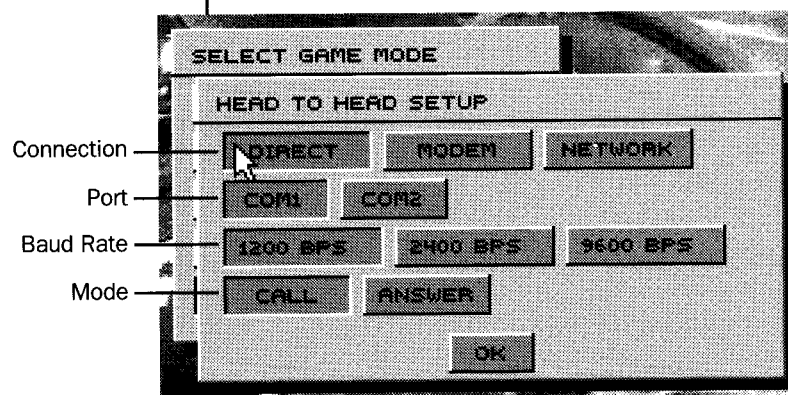 SELECT GAME MODE
HEAD TO HEAD SETUP
Connection DIRECT MODEM NETWORK
Port COM1 COM2
Baud Rate 1200 BPS 2400 BPS 9600 BPS
Mode CALL ANSWER
OK